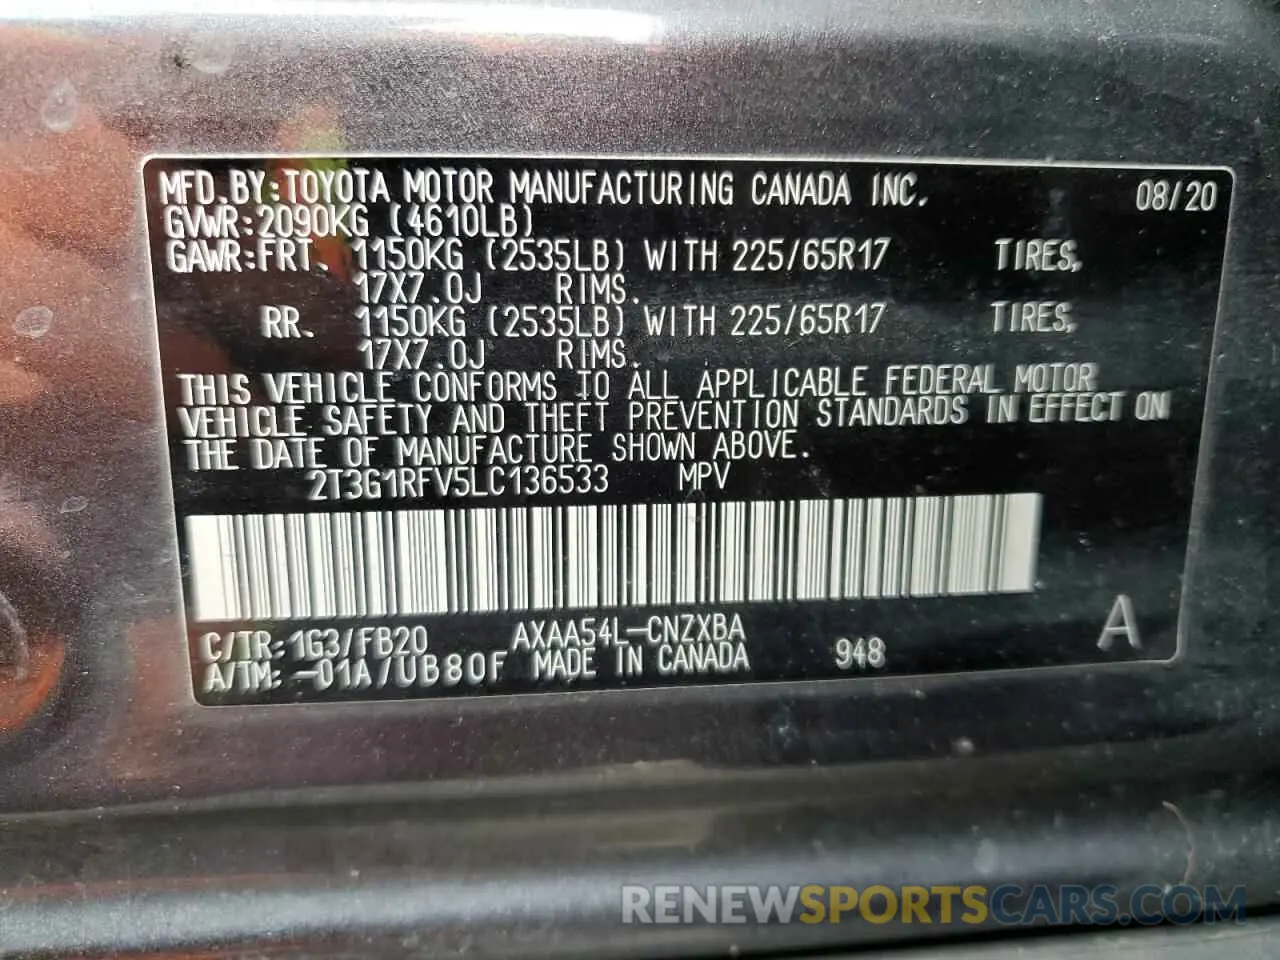 MFD.BY:TOYOTA MOTOR MANUFACTURING CANADA INC. 08/20
GVWR:2090KG (4610LB)
GAWR:FRT. 1150KG (2535LB) WITH 225/65R17 TIRES,
17X7.0J RIMS.
RR. 1150KG (2535LB) WITH 225/65R17 TIRES,
17X7.0J RIMS.
THIS VEHICLE CONFORMS TO ALL APPLICABLE FEDERAL MOTOR
VEHICLE SAFETY AND THEFT PREVENTION STANDARDS IN EFFECT ON
THE DATE OF MANUFACTURE SHOWN ABOVE.
2T3G1RFV5LC136533 MPV
C/TR:1G3/FB20 AXAA54L-CNZXBA A
A/TM:-01A/UB80F MADE IN CANADA 948
RENEWSPORTSCARS.COM